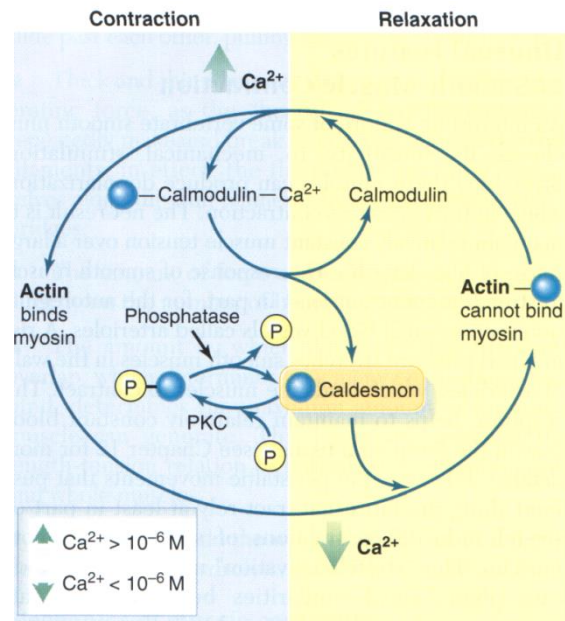 Contraction
Relaxation
Ca²⁺
Calmodulin—Ca²⁺
Calmodulin
Actin
binds
myosin
Actin—
cannot bind
myosin
Phosphatase
P
P
Caldesmon
PKC
P
Ca²⁺ > 10⁻⁶ M
Ca²⁺ < 10⁻⁶ M
Ca²⁺